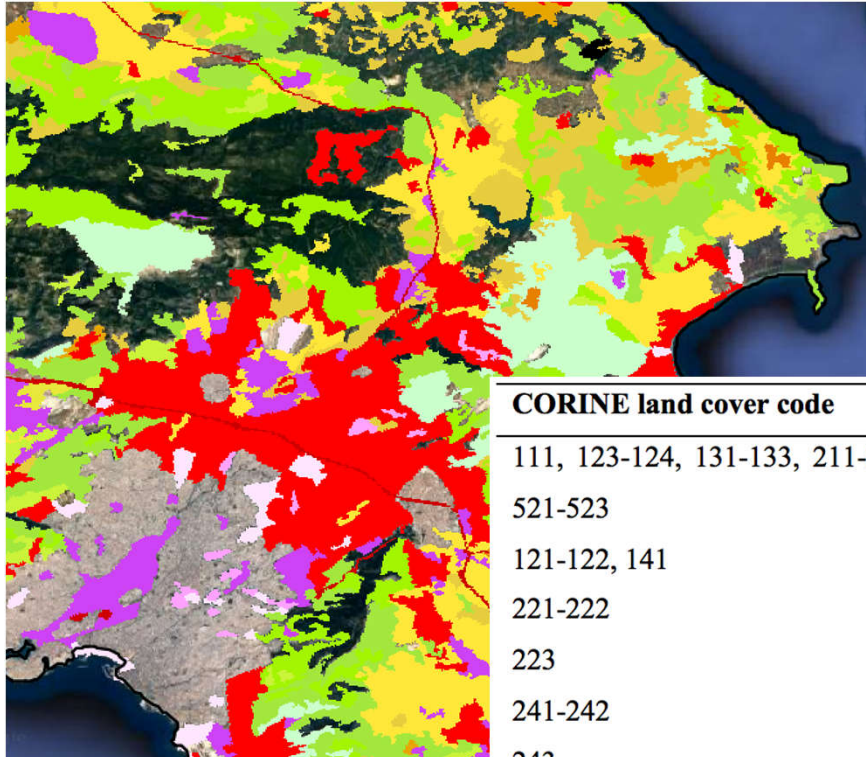 CORINE land cover code
111, 123-124, 131-133, 211-
521-523
121-122, 141
221-222
223
241-242